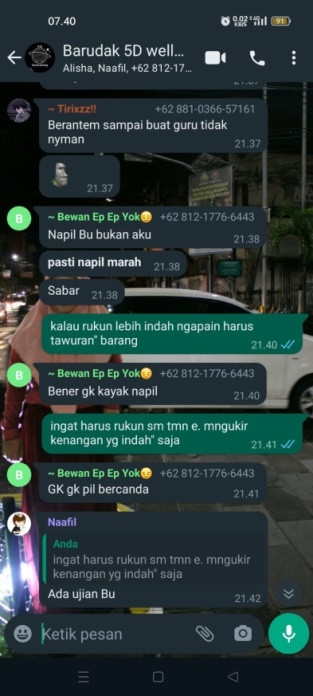 07.40
0.02 KB/S
91
Barudak 5D well...
Alisha, Naafil, +62 812-17...
~ Tirixzz!! +62 881-0366-57161
Berantem sampai buat guru tidak
nyman
21.37
21.37
B
~ Bewan Ep Ep Yok😔 +62 812-1776-6443
Napil Bu bukan aku
21.38
pasti napil marah 21.38
Sabar 21.38
kalau rukun lebih indah ngapain harus
tawuran" barang
21.40
B
~ Bewan Ep Ep Yok😔 +62 812-1776-6443
Bener gk kayak napil
21.40
ingat harus rukun sm tmn e. mngukir
kenangan yg indah" saja
21.41
B
~ Bewan Ep Ep Yok😔 +62 812-1776-6443
GK gk pil bercanda
21.41
Naafil
Anda
ingat harus rukun sm tmn e. mngukir
kenangan yg indah" saja
Ada ujian Bu
21.42
Ketik pesan